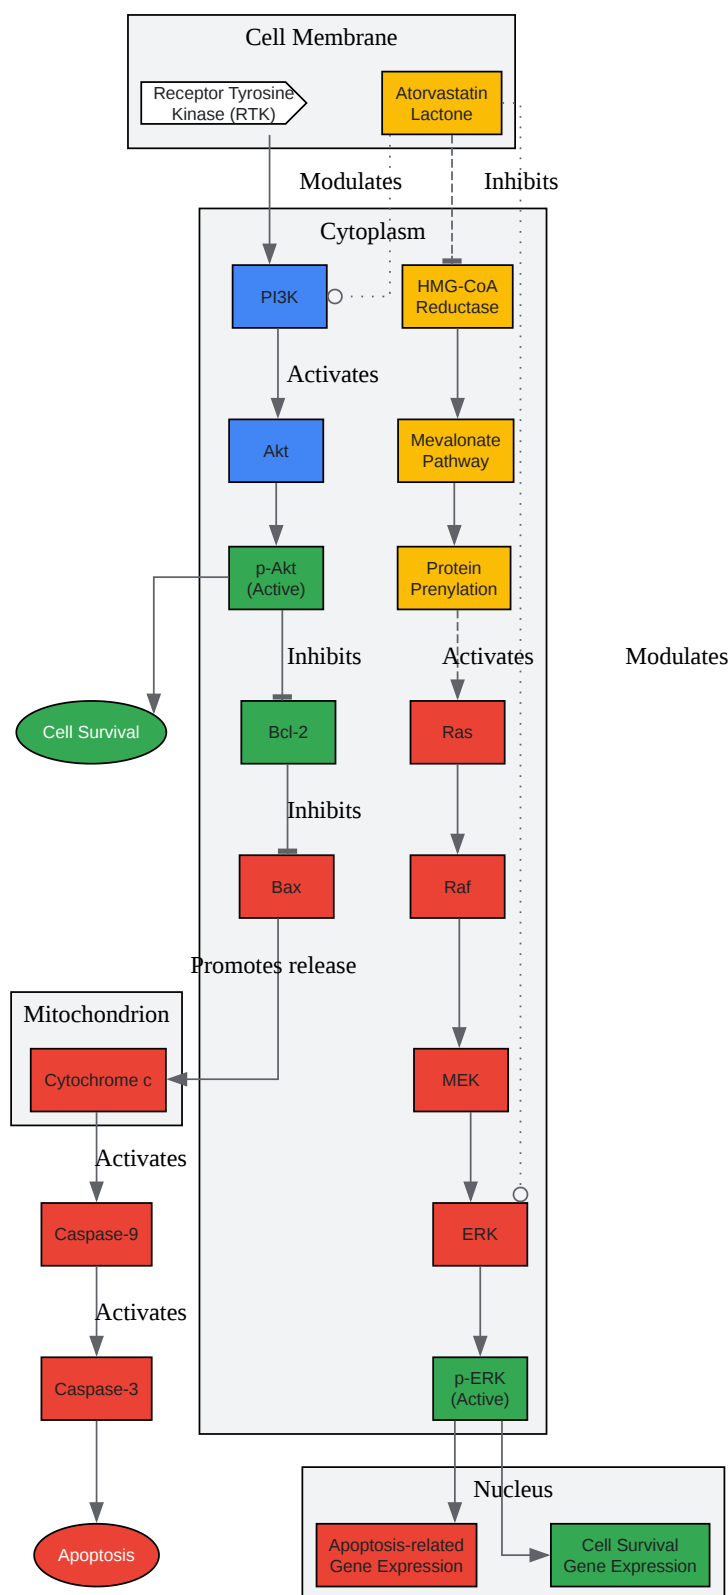 Cell Membrane
Receptor Tyrosine
Kinase (RTK)
Atorvastatin
Lactone
Modulates
Inhibits
Cytoplasm
PI3K
HMG-CoA
Reductase
Activates
Akt
Mevalonate
Pathway
p-Akt
(Active)
Protein
Prenylation
Inhibits
Activates
Modulates
Cell Survival
Bcl-2
Ras
Inhibits
Bax
Raf
Promotes release
Mitochondrion
Cytochrome c
MEK
Activates
Caspase-9
ERK
Activates
Caspase-3
p-ERK
(Active)
Nucleus
Apoptosis
Apoptosis-related
Gene Expression
Cell Survival
Gene Expression